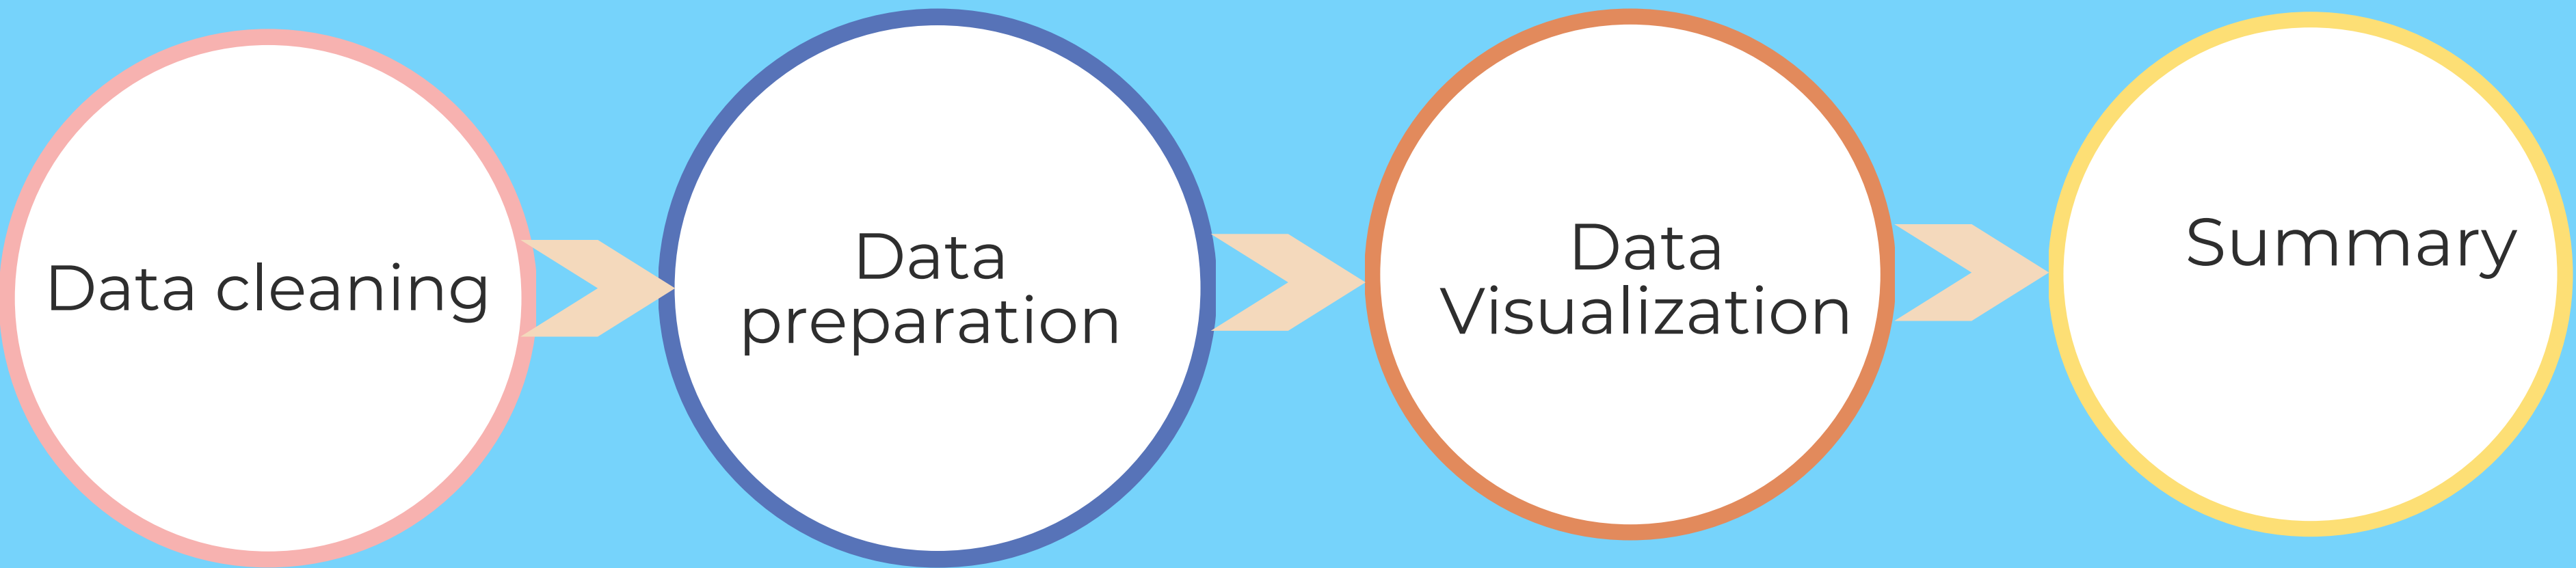 Data cleaning
Data
preparation
Data
Visualization
Summary